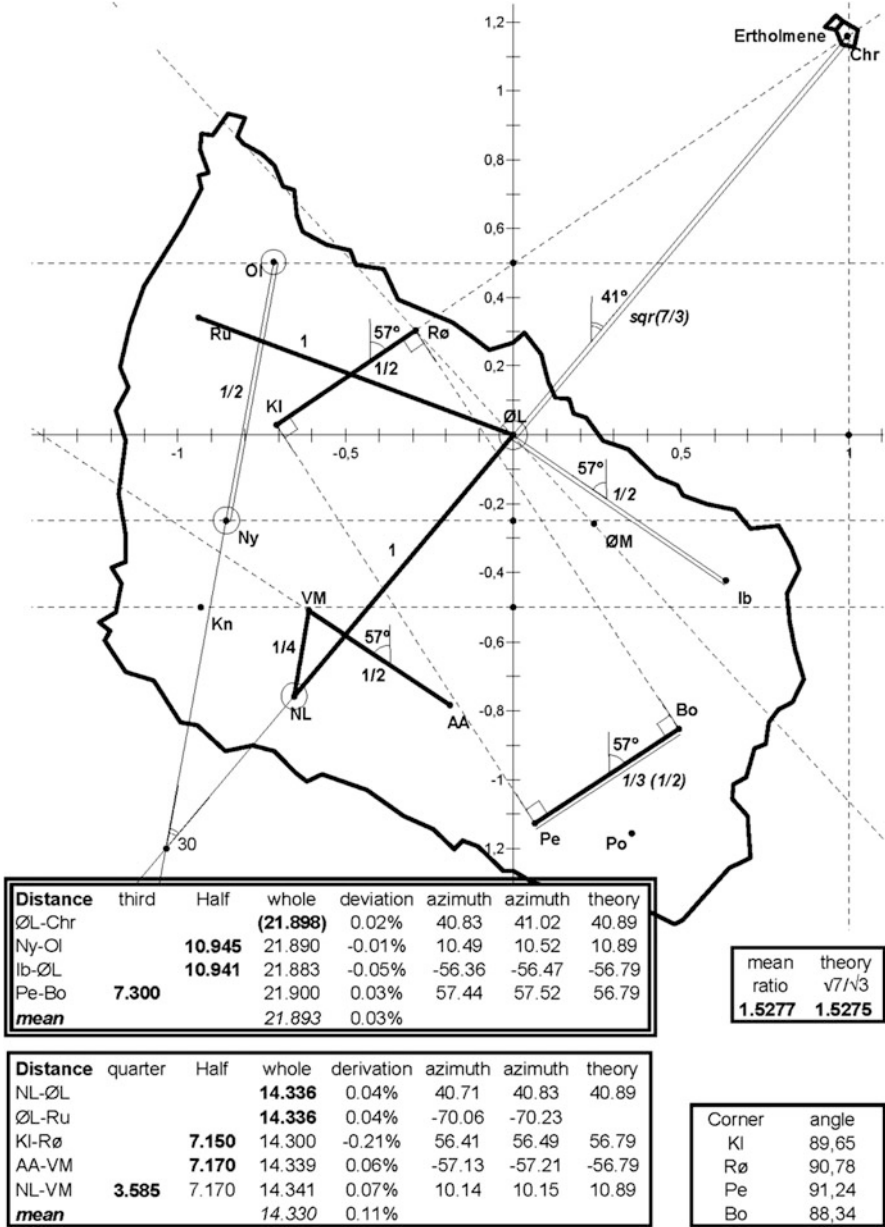 1,2
Ertholmene
Chr
1
0,8
0,6
Ol
0,4
41º
sqr(7/3)
Ru
1
57º
Rø
1/2
0,2
1/2
Kl
ØL
-1
-0,5
0,5
1
57º
1/2
-0,2
Ny
1
ØM
-0,4
Ib
VM
Kn
57º
-0,6
1/4
1/2
NL
AA
-0,8
Bo
57º
-1
1/3 (1/2)
Pe
Po
30
1,2
Distance third Half whole deviation azimuth azimuth theory
ØL-Chr (21.898) 0.02% 40.83 41.02 40.89
Ny-Ol 10.945 21.890 -0.01% 10.49 10.52 10.89
Ib-ØL 10.941 21.883 -0.05% -56.36 -56.47 -56.79
Pe-Bo 7.300 21.900 0.03% 57.44 57.52 56.79
mean 21.893 0.03%
mean theory
ratio √7/√3
1.5277 1.5275
Distance quarter Half whole derivation azimuth azimuth theory
NL-ØL 14.336 0.04% 40.71 40.83 40.89
ØL-Ru 14.336 0.04% -70.06 -70.23
Kl-Rø 7.150 14.300 -0.21% 56.41 56.49 56.79
AA-VM 7.170 14.339 0.06% -57.13 -57.21 -56.79
NL-VM 3.585 7.170 14.341 0.07% 10.14 10.15 10.89
mean 14.330 0.11%
Corner angle
Kl 89,65
Rø 90,78
Pe 91,24
Bo 88,34